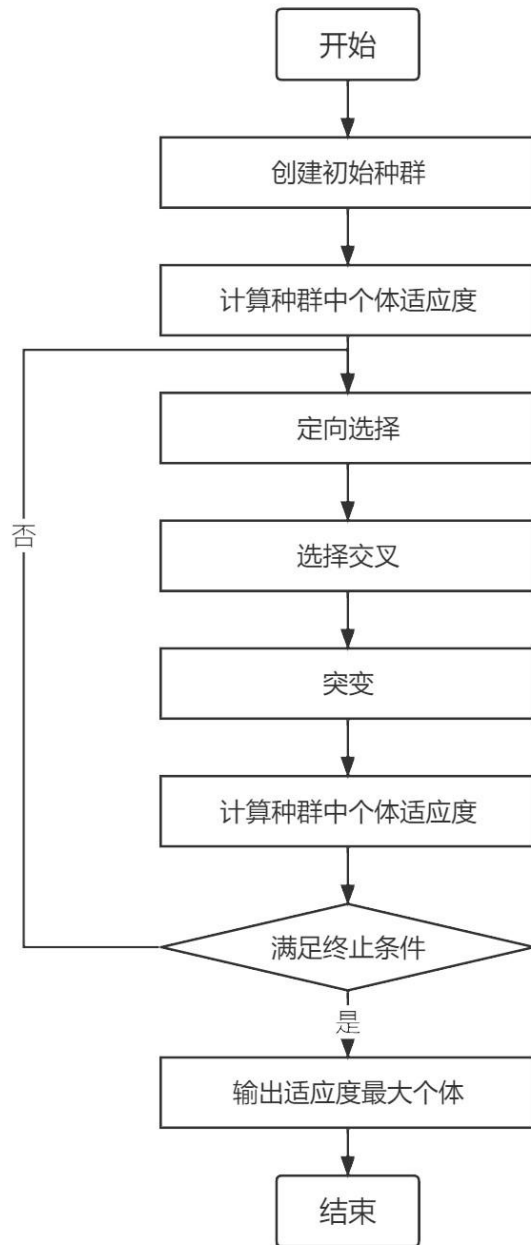 开始
创建初始种群
计算种群中个体适应度
定向选择
否
选择交叉
突变
计算种群中个体适应度
满足终止条件
是
输出适应度最大个体
结束